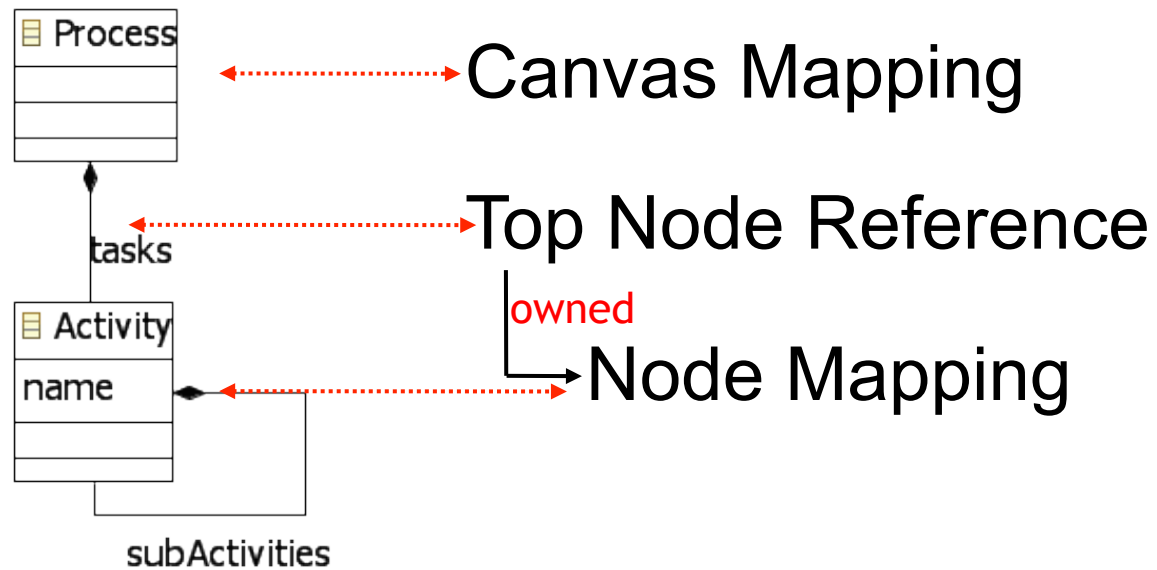 Process
Canvas Mapping
Top Node Reference
tasks
owned
Activity
Node Mapping
name
subActivities